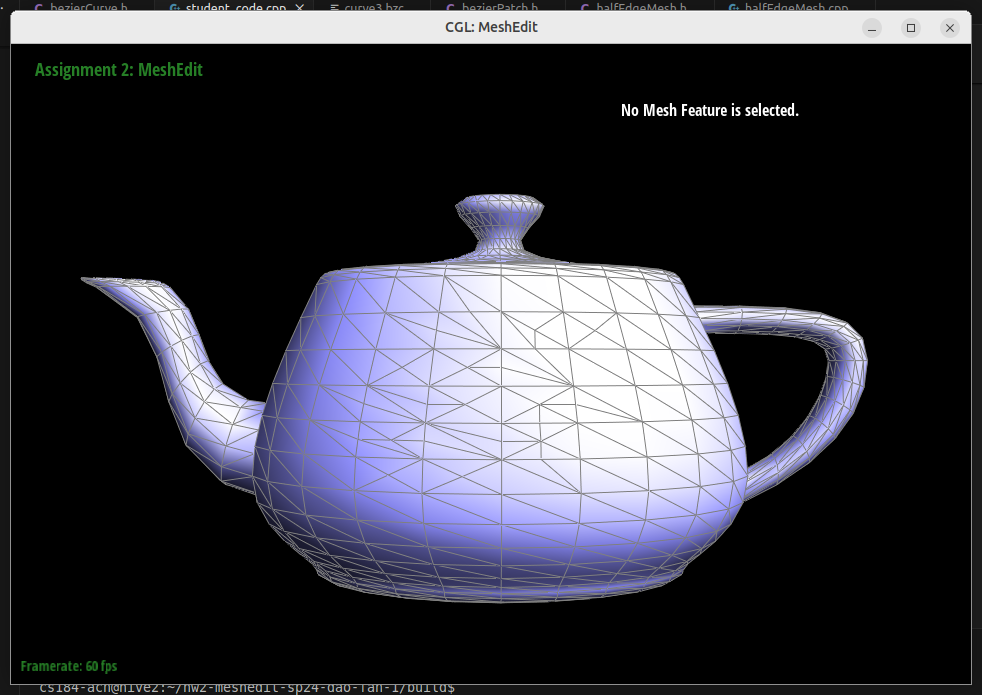 bezierCurve.h student_code.cpp curve3.bzc bezierPatch.h halfEdgeMesh.h halfEdgeMesh.cpp
CGL: MeshEdit
Assignment 2: MeshEdit
No Mesh Feature is selected.
Framerate: 60 fps
cs184-ach@hive2:~/hw2-meshedit-sp24-dao-fan-1/build$